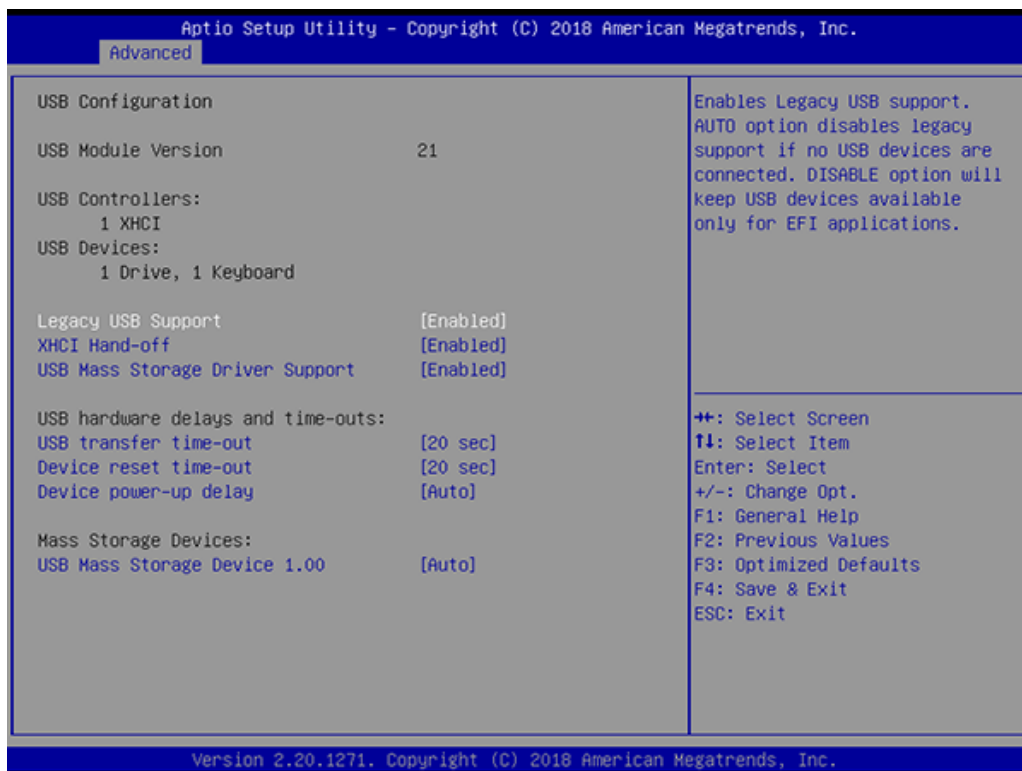 Aptio Setup Utility – Copyright (C) 2018 American Megatrends, Inc.
Advanced
USB Configuration
USB Module Version 21
USB Controllers:
1 XHCI
USB Devices:
1 Drive, 1 Keyboard
Legacy USB Support [Enabled]
XHCI Hand-off [Enabled]
USB Mass Storage Driver Support [Enabled]
USB hardware delays and time-outs:
USB transfer time-out [20 sec]
Device reset time-out [20 sec]
Device power-up delay [Auto]
Mass Storage Devices:
USB Mass Storage Device 1.00 [Auto]
Enables Legacy USB support.
AUTO option disables legacy
support if no USB devices are
connected. DISABLE option will
keep USB devices available
only for EFI applications.
→←: Select Screen
↑↓: Select Item
Enter: Select
+/-: Change Opt.
F1: General Help
F2: Previous Values
F3: Optimized Defaults
F4: Save & Exit
ESC: Exit
Version 2.20.1271. Copyright (C) 2018 American Megatrends, Inc.